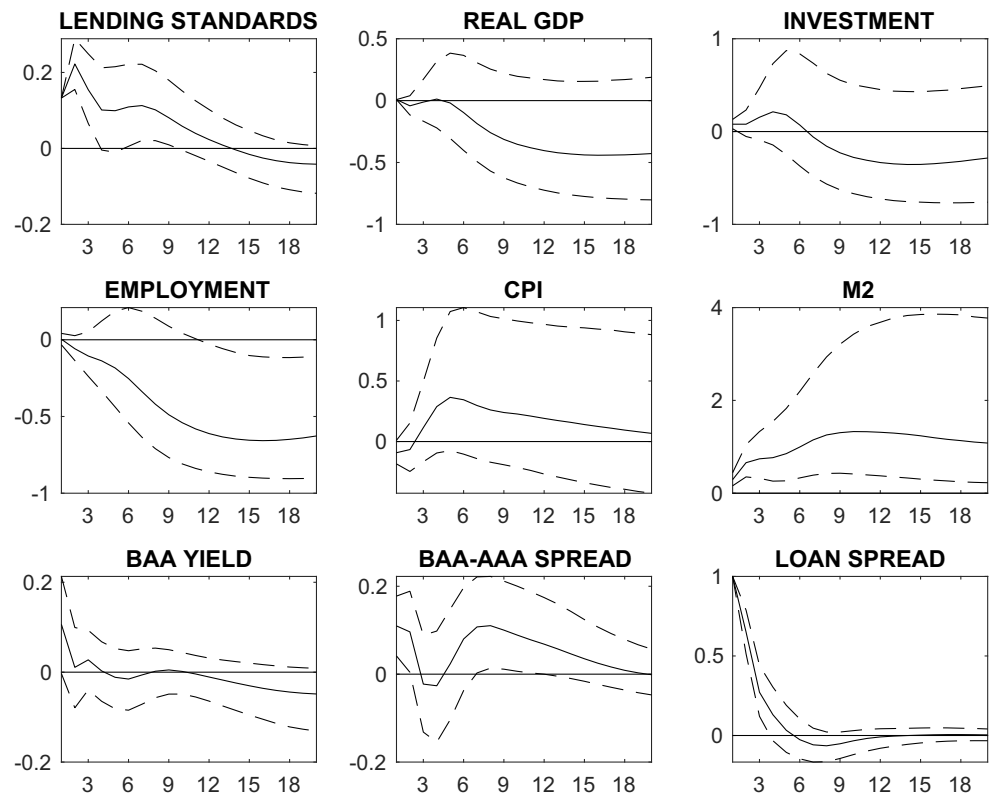 LENDING STANDARDS REAL GDP INVESTMENT
0.2 0.5 1
0 0 0
-0.5
-0.2 -1 -1
3 6 9 12 15 18 3 6 9 12 15 18 3 6 9 12 15 18
EMPLOYMENT CPI M2
0 1 4
-0.5 0.5 2
0
-1 0
3 6 9 12 15 18 3 6 9 12 15 18 3 6 9 12 15 18
BAA YIELD BAA-AAA SPREAD LOAN SPREAD
0.2 0.2 1
0.5
0 0 0
-0.2 -0.2
3 6 9 12 15 18 3 6 9 12 15 18 3 6 9 12 15 18